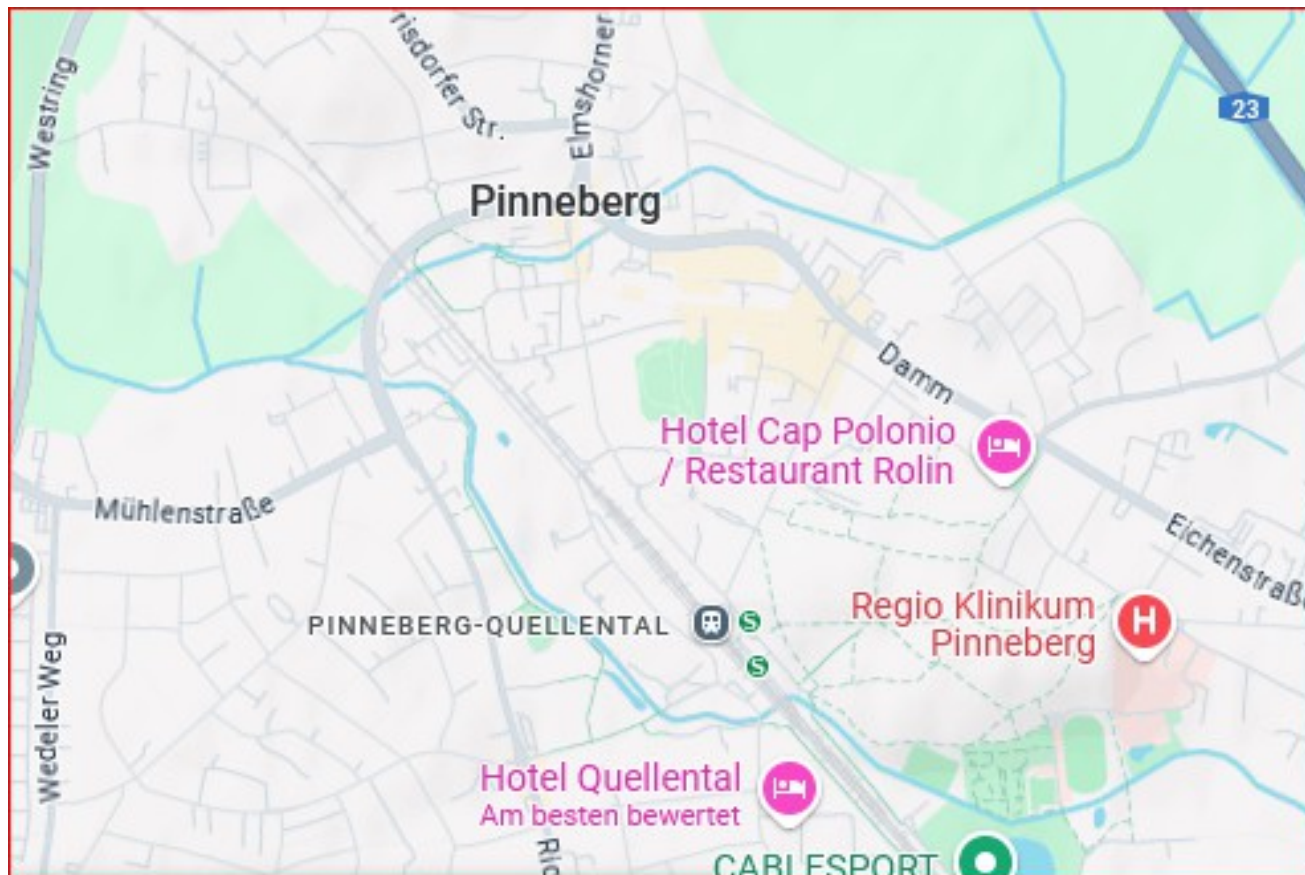 risdorfer Str.
Elmshorner
Westring
23
Pinneberg
Damm
Hotel Cap Polonio
/ Restaurant Rolin
Mühlenstraße
Eichenstraße
Regio Klinikum
Pinneberg
H
PINNEBERG-QUELLENTAL
S
S
Wedeler Weg
Hotel Quellental
Am besten bewertet
Ric
CABLESPORT